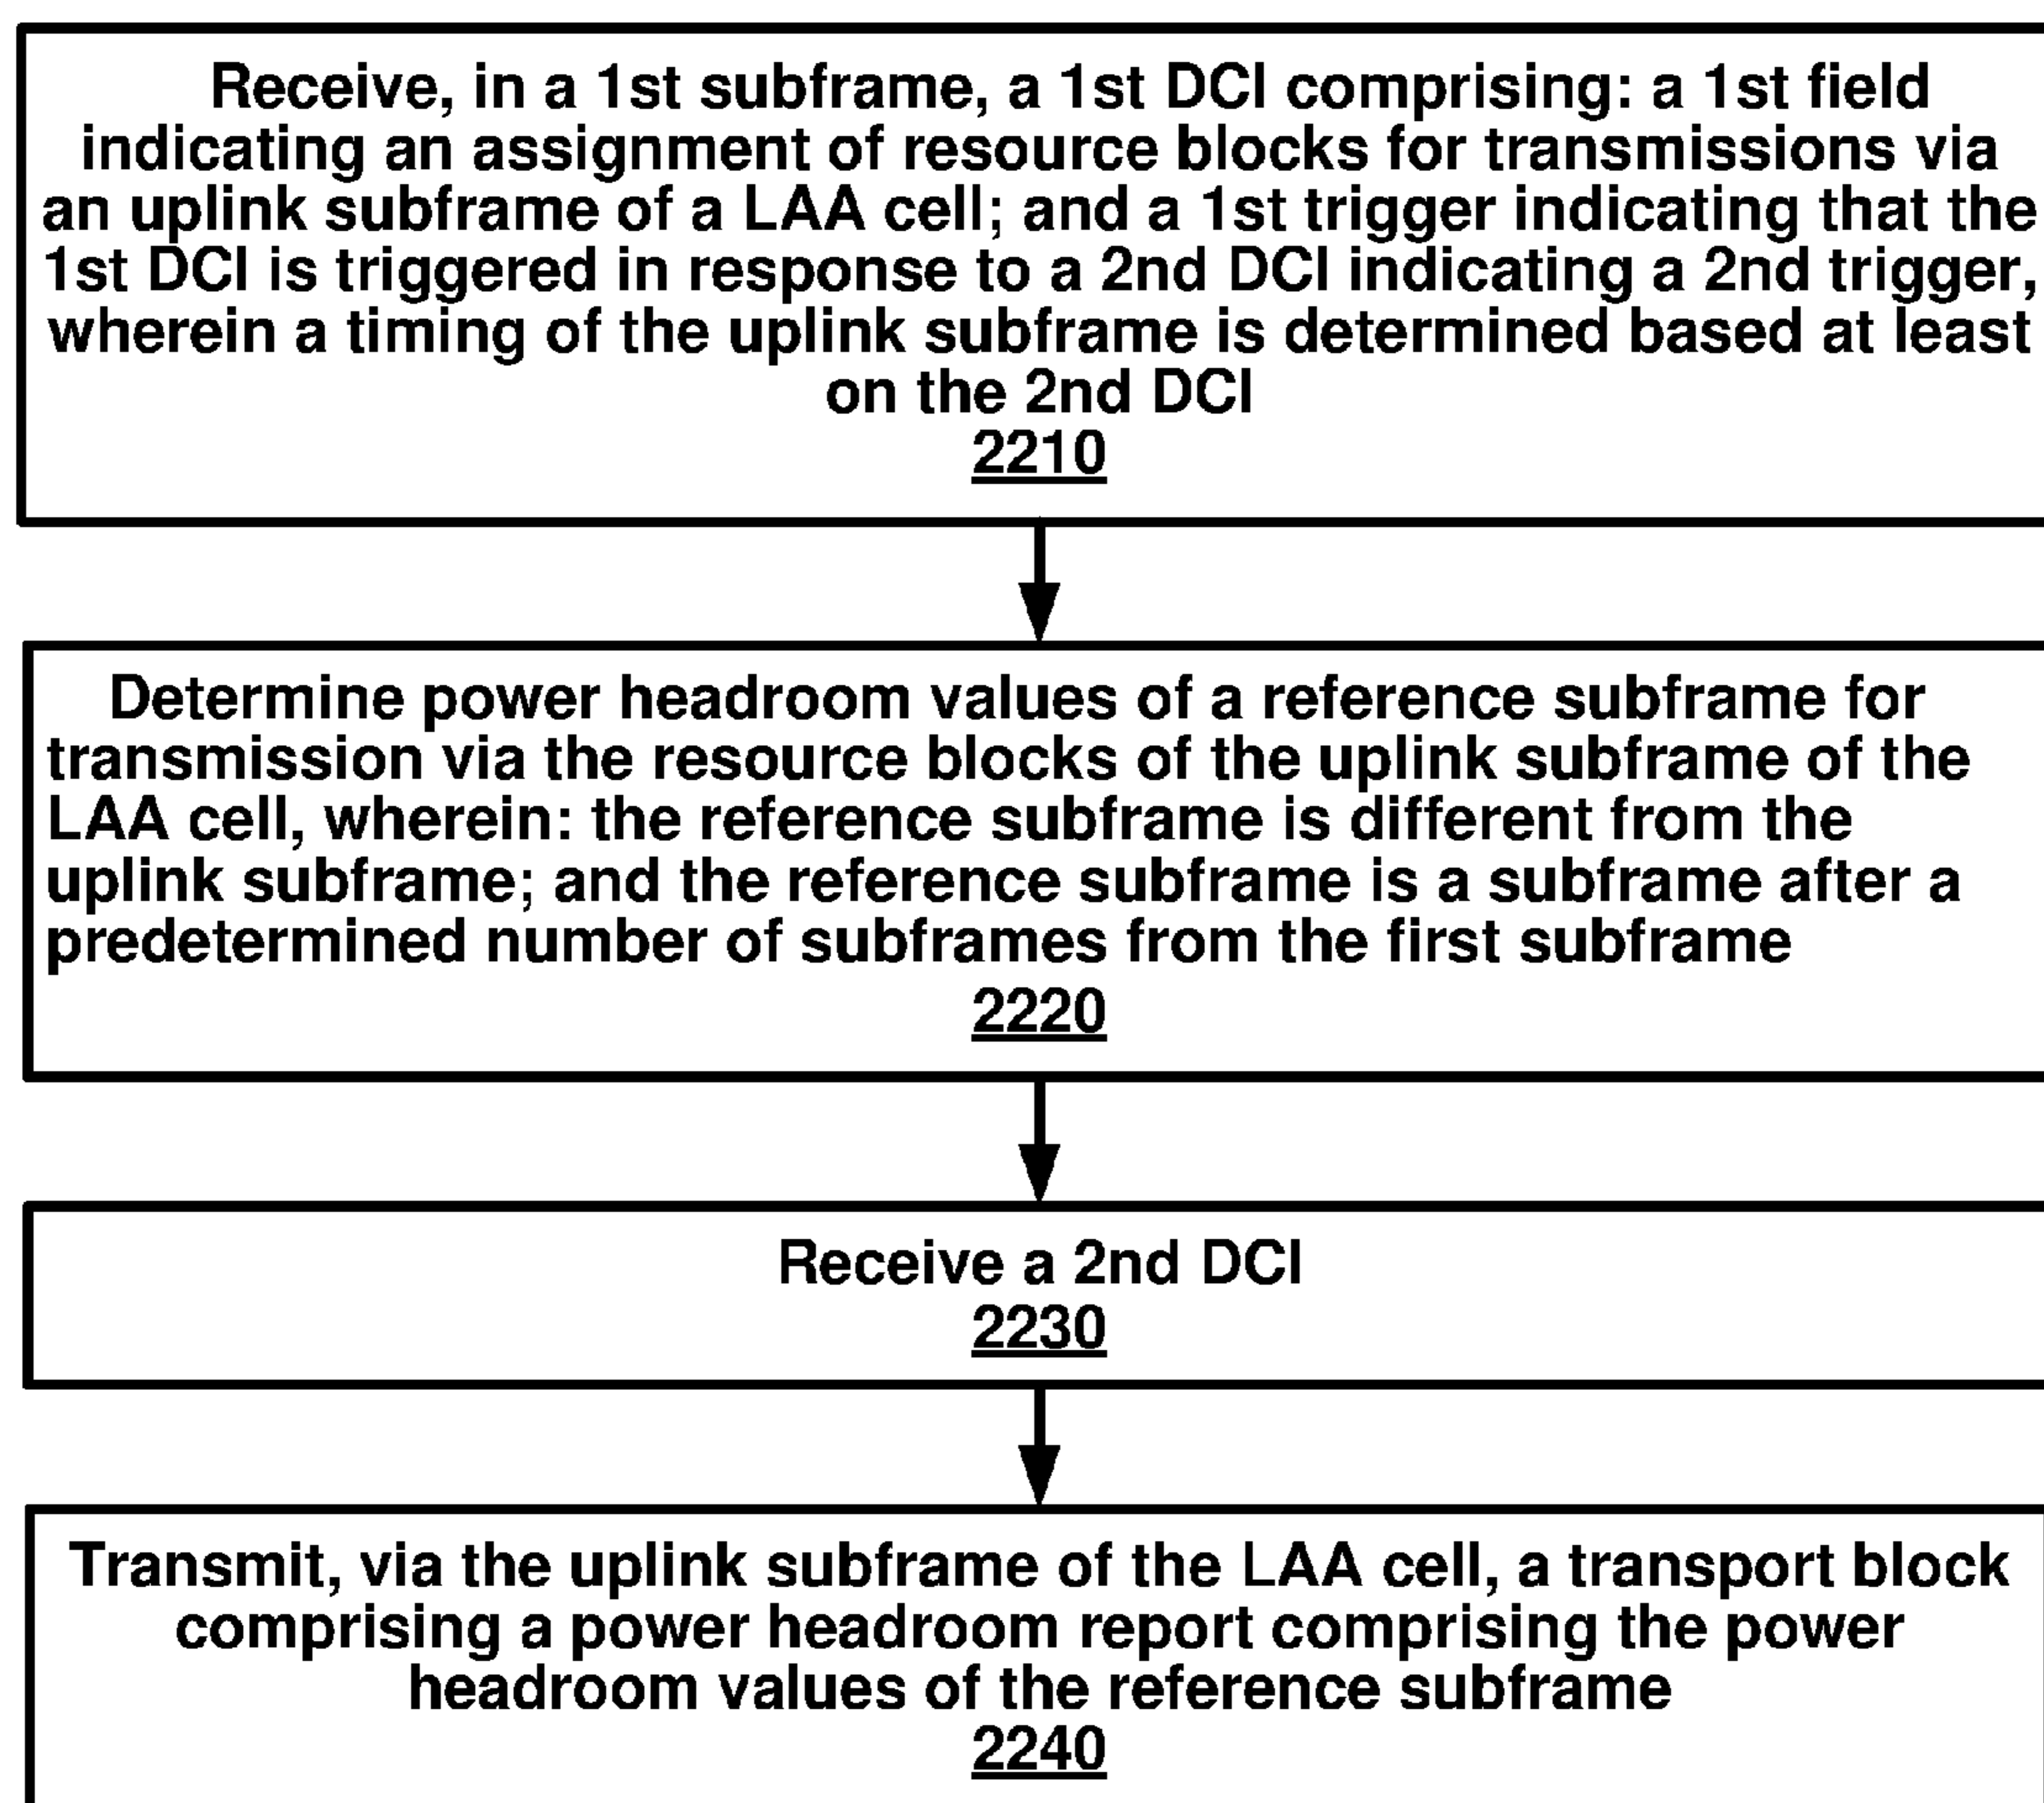 Receive, in a 1st subframe, a 1st DCI comprising: a 1st field
indicating an assignment of resource blocks for transmissions via
an uplink subframe of a LAA cell; and a 1st trigger indicating that the
1st DCI is triggered in response to a 2nd DCI indicating a 2nd trigger,
wherein a timing of the uplink subframe is determined based at least
on the 2nd DCI
2210
Determine power headroom values of a reference subframe for
transmission via the resource blocks of the uplink subframe of the
LAA cell, wherein: the reference subframe is different from the
uplink subframe; and the reference subframe is a subframe after a
predetermined number of subframes from the first subframe
2220
Receive a 2nd DCI
2230
Transmit, via the uplink subframe of the LAA cell, a transport block
comprising a power headroom report comprising the power
headroom values of the reference subframe
2240